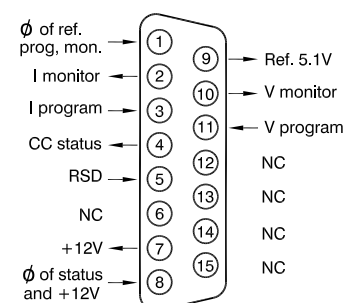 ϕ of ref.
prog, mon.
1
9
Ref. 5.1V
I monitor
2
10
V monitor
I program
3
11
V program
CC status
4
12
NC
RSD
5
13
NC
NC
6
14
NC
+12V
7
15
NC
ϕ of status
and +12V
8